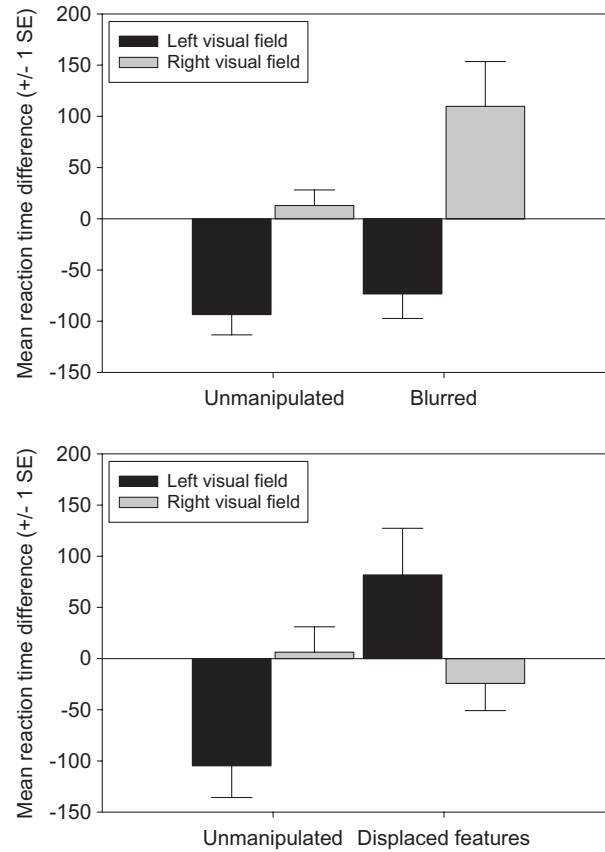 Mean reaction time difference (+/- 1 SE)
200
150
100
50
0
-50
-100
-150
Left visual field
Right visual field
Unmanipulated
Blurred
Mean reaction time difference (+/- 1 SE)
200
150
100
50
0
-50
-100
-150
Left visual field
Right visual field
Unmanipulated
Displaced features